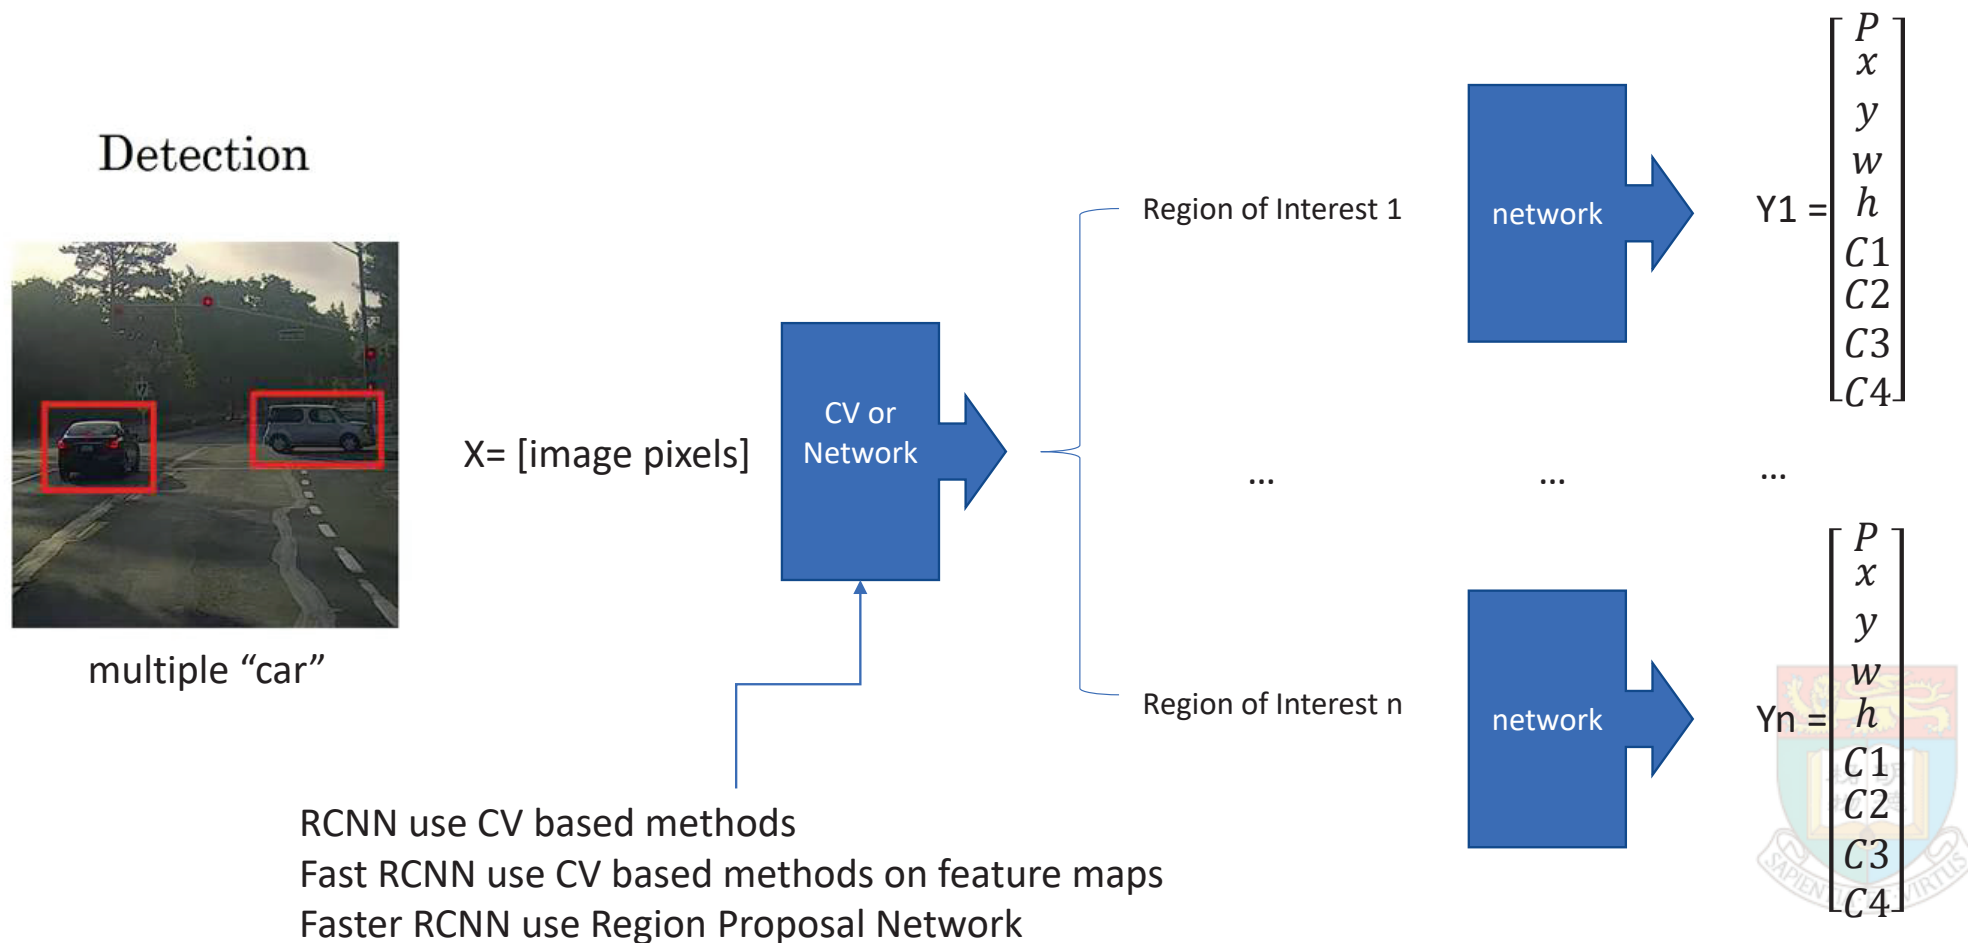 Detection
multiple “car”
X= [image pixels]
CV or
Network
RCNN use CV based methods
Fast RCNN use CV based methods on feature maps
Faster RCNN use Region Proposal Network
Region of Interest 1
...
Region of Interest n
network
...
network
Y1 =
P
x
y
w
h
C1
C2
C3
C4
...
Yn =
P
x
y
w
h
C1
C2
C3
C4